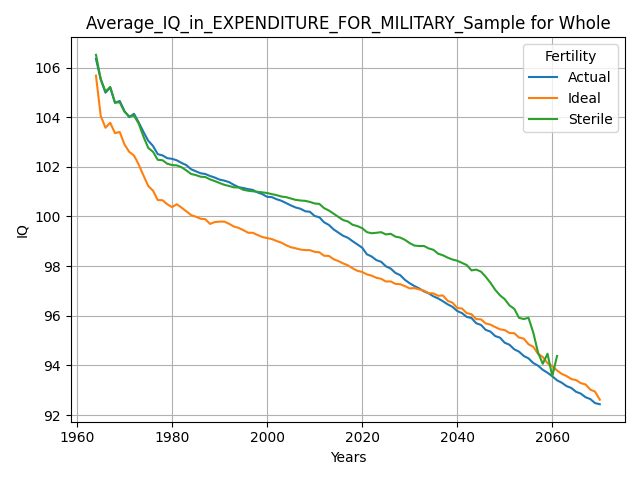 Average_IQ_in_EXPENDITURE_FOR_MILITARY_Sample for Whole
Fertility
Actual
Ideal
Sterile
106
104
102
100
98
96
94
92
IQ
1960
1980
2000
2020
2040
2060
Years